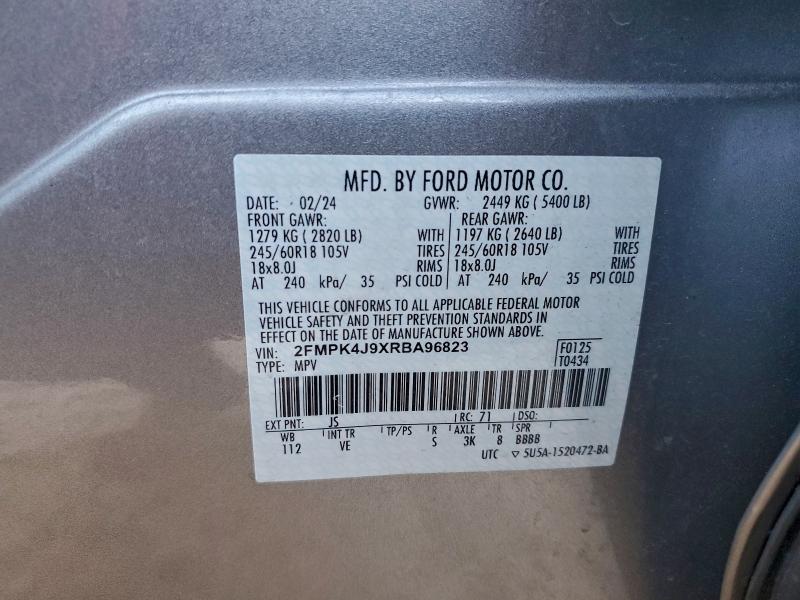 MFD. BY FORD MOTOR CO.
DATE: 02/24 GVWR: 2449 KG ( 5400 LB)
FRONT GAWR: REAR GAWR:
1279 KG ( 2820 LB) WITH 1197 KG ( 2640 LB) WITH
245/60R18 105V TIRES 245/60R18 105V TIRES
18x8.0J RIMS 18x8.0J RIMS
AT 240 kPa/ 35 PSI COLD AT 240 kPa/ 35 PSI COLD
THIS VEHICLE CONFORMS TO ALL APPLICABLE FEDERAL MOTOR
VEHICLE SAFETY AND THEFT PREVENTION STANDARDS IN
EFFECT ON THE DATE OF MANUFACTURE SHOWN ABOVE.
VIN: 2FMPK4J9XRBA96823 F0125
TYPE: MPV T0434
EXT PNT: JS RC: 71 DSO:
WB INT TR TP/PS R AXLE TR SPR
112 VE S 3K 8 BBBB
UTC ▽ 5U5A-1520472-BA